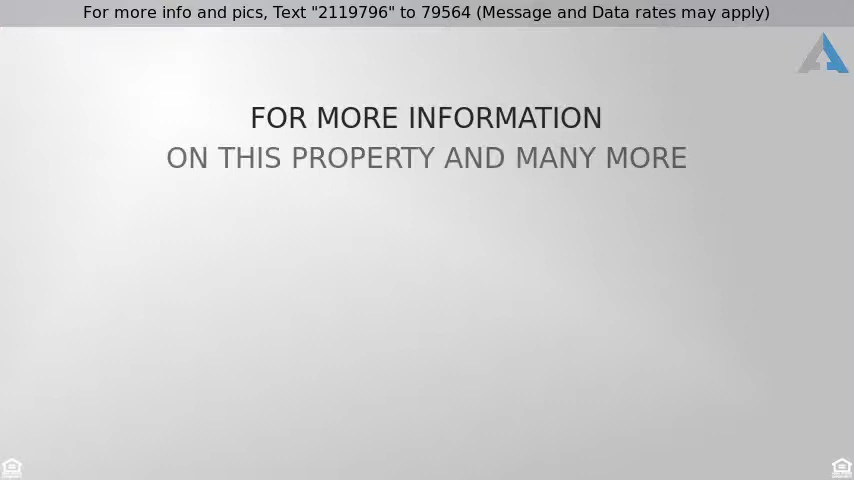 For more info and pics, Text "2119796" to 79564 (Message and Data rates may apply)
FOR MORE INFORMATION
ON THIS PROPERTY AND MANY MORE